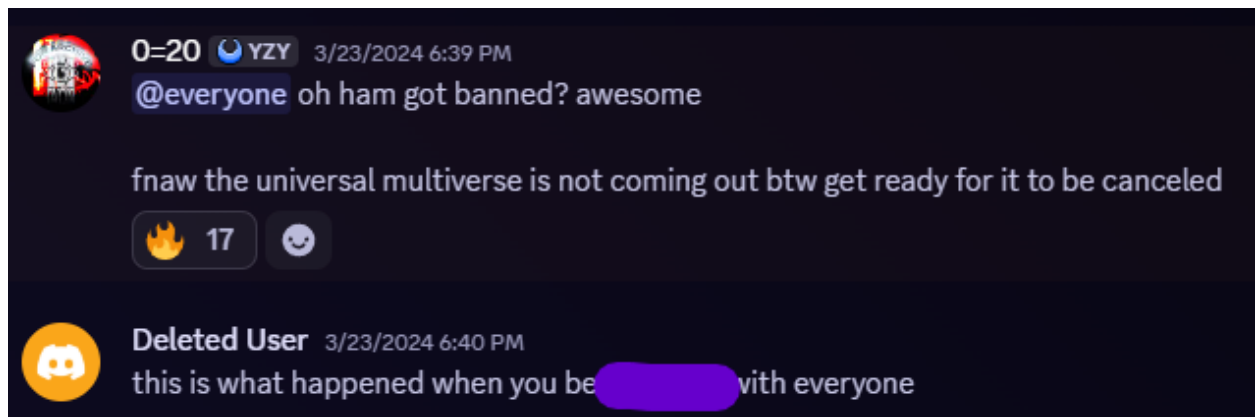 0=20 YZY 3/23/2024 6:39 PM
@everyone oh ham got banned? awesome
fnaw the universal multiverse is not coming out btw get ready for it to be canceled
17
Deleted User 3/23/2024 6:40 PM
this is what happened when you be with everyone